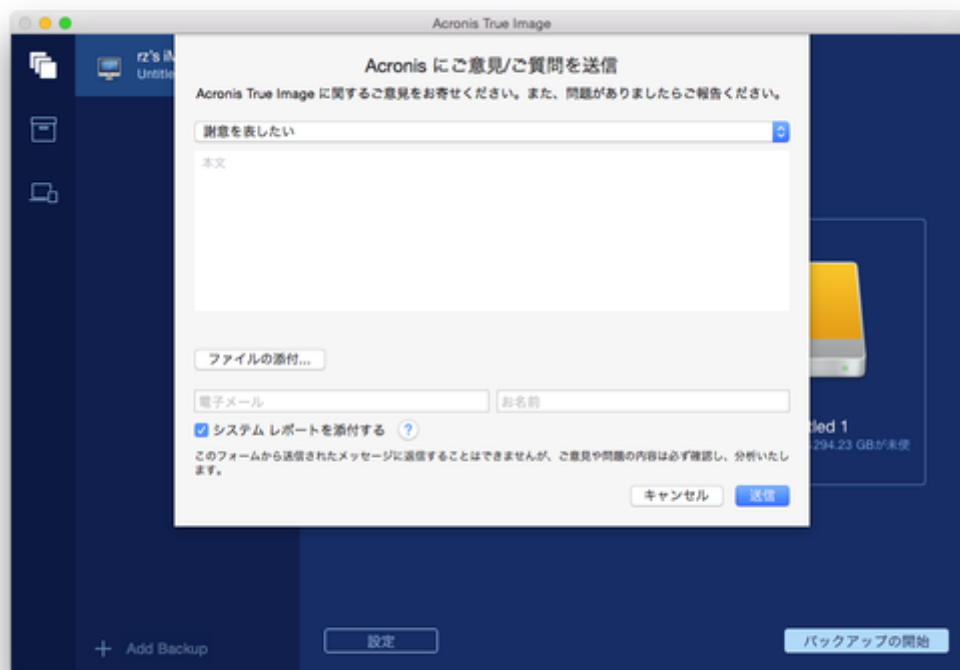 Acronis True Image
rz's iM
Untitle
Acronis にご意見/ご質問を送信
Acronis True Image に関するご意見をお寄せください。また、問題がありましたらご報告ください。
謝意を表したい
本文
ファイルの添付...
電子メール
お名前
システム レポートを添付する
?
このフォームから送信されたメッセージに返信することはできませんが、ご意見や問題の内容は必ず確認し、分析いたし
ます。
キャンセル
送信
tled 1
294.23 GBが未使
Add Backup
設定
バックアップの開始